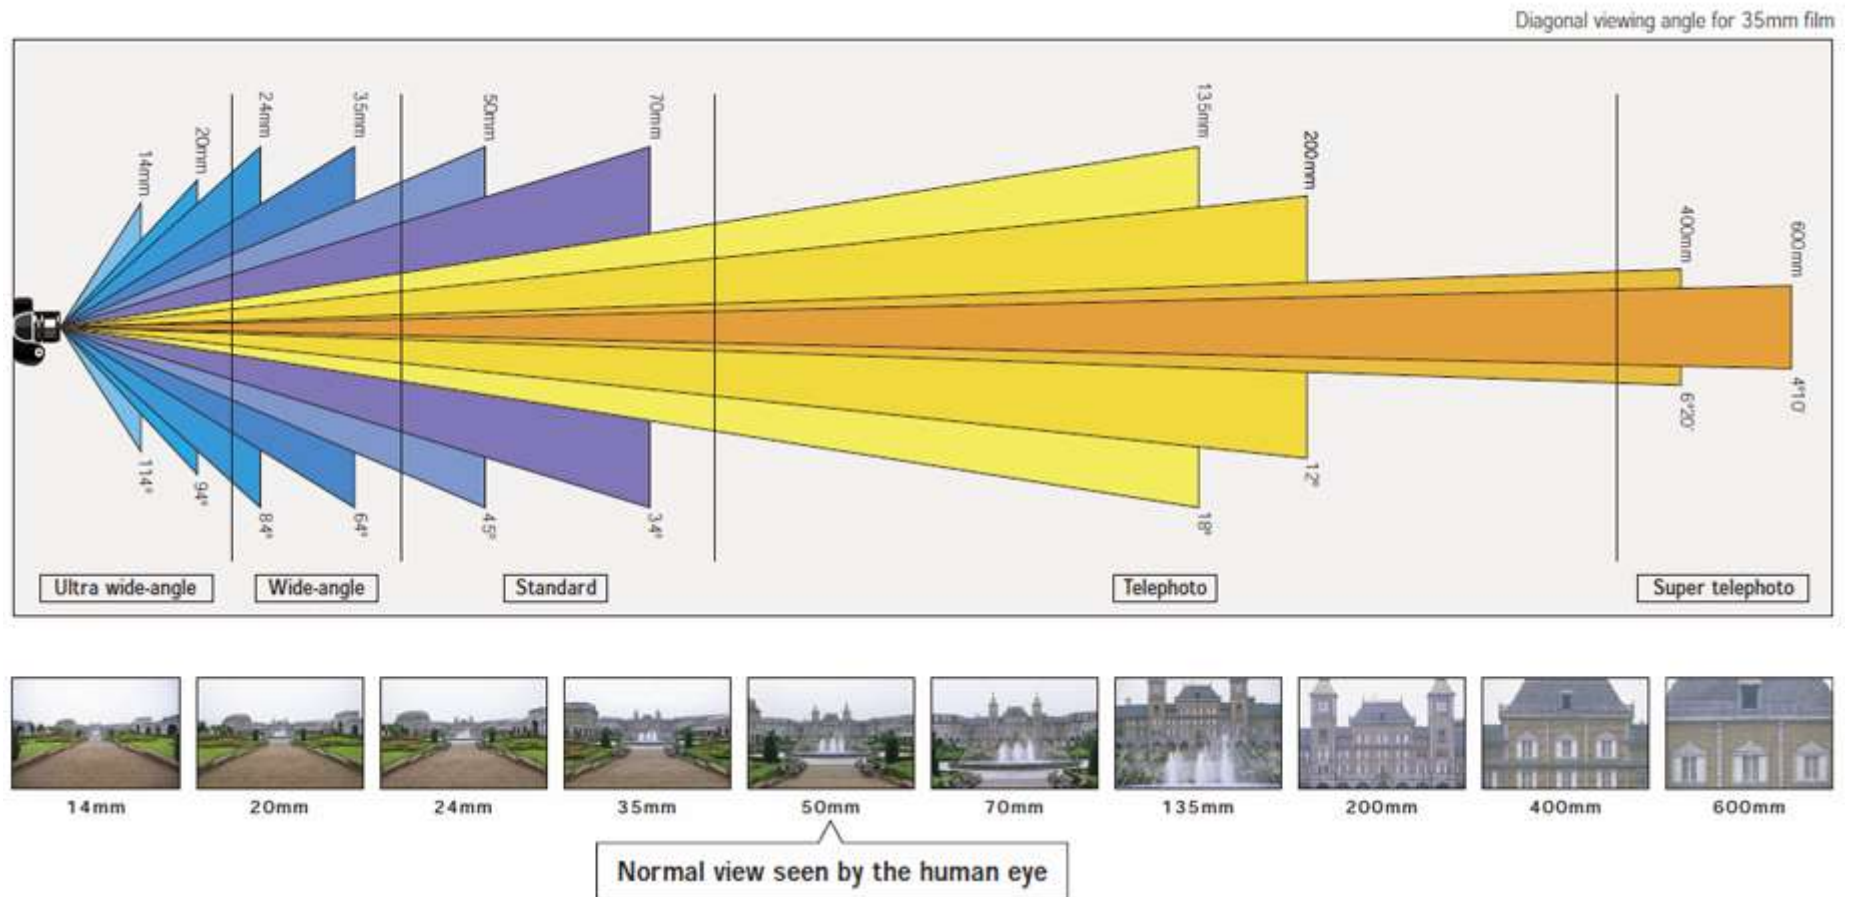 Diagonal viewing angle for 35mm film
14mm
20mm
24mm
35mm
50mm
70mm
135mm
200mm
400mm
600mm
114°
94°
84°
64°
45°
34°
18°
12°
6°20'
4°10'
Ultra wide-angle
Wide-angle
Standard
Telephoto
Super telephoto
14mm
20mm
24mm
35mm
50mm
70mm
135mm
200mm
400mm
600mm
Normal view seen by the human eye